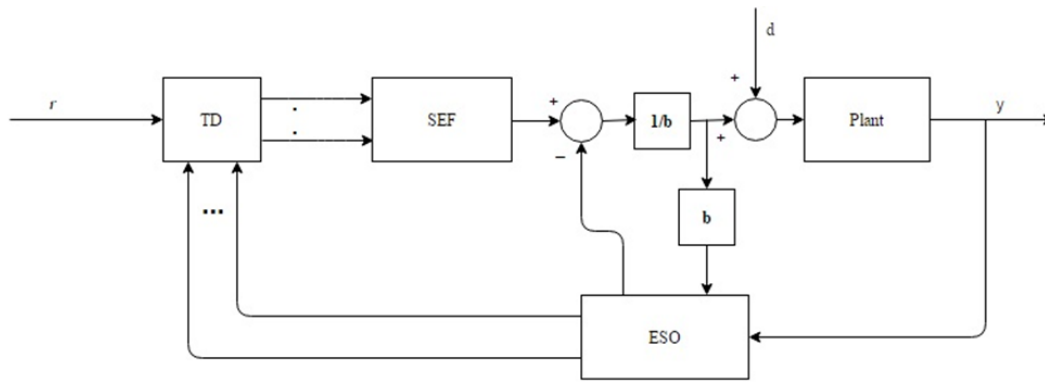 d
r
TD
SEF
+
−
1/b
+
+
Plant
y
...
b
ESO